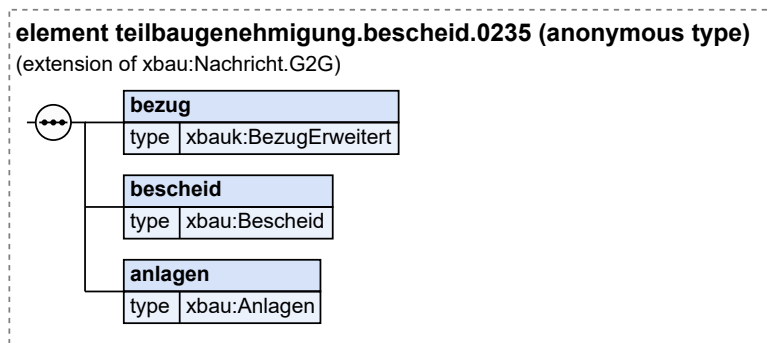 element teilbaugenehmigung.bescheid.0235 (anonymous type)
(extension of xbau:Nachricht.G2G)
bezug
type xbauk:BezugErweitert
bescheid
type xbau:Bescheid
anlagen
type xbau:Anlagen